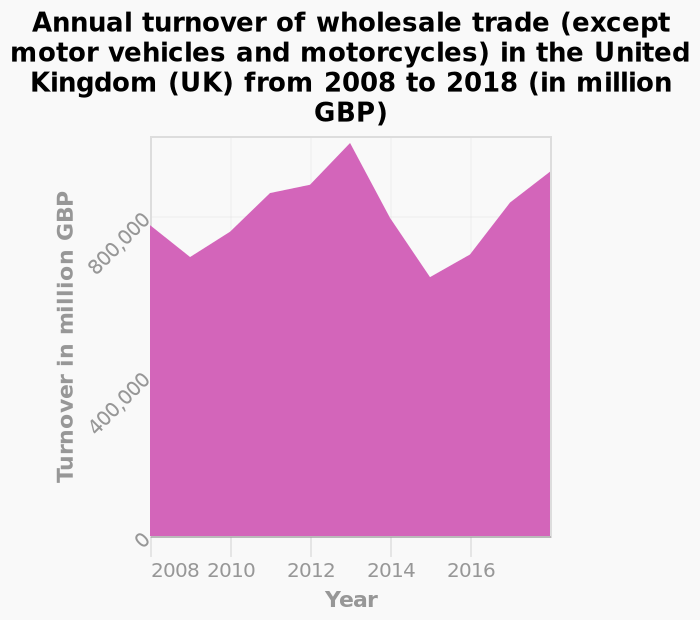 Annual turnover of wholesale trade (except
motor vehicles and motorcycles) in the United
Kingdom (UK) from 2008 to 2018 (in million
GBP)
Turnover in million GBP
800,000
400,000
0
2008 2010 2012 2014 2016
Year